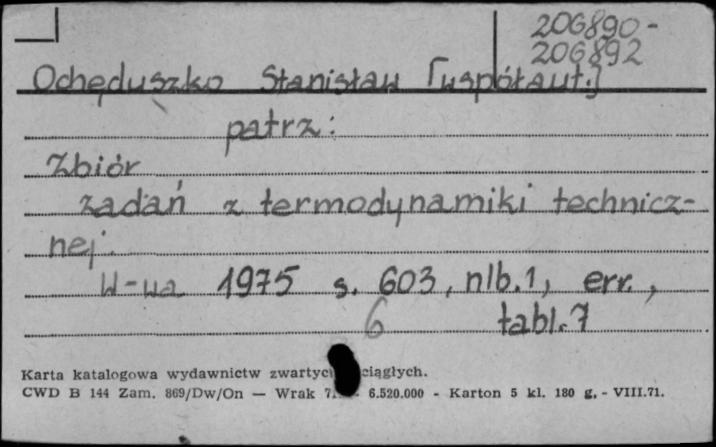 206890-
206892
Ochęduszko Stanisław [współaut.]
patrz:
Zbiór
zadań z termodynamiki technicz-
nej.
W-wa 1975 s. 603, nlb. 1, err.,
6 tabl. 7
Karta katalogowa wydawnictw zwartyc ciągłych.
CWD B 144 Zam. 869/Dw/On — Wrak 7. 6.520.000 - Karton 5 kl. 180 g. - VIII.71.